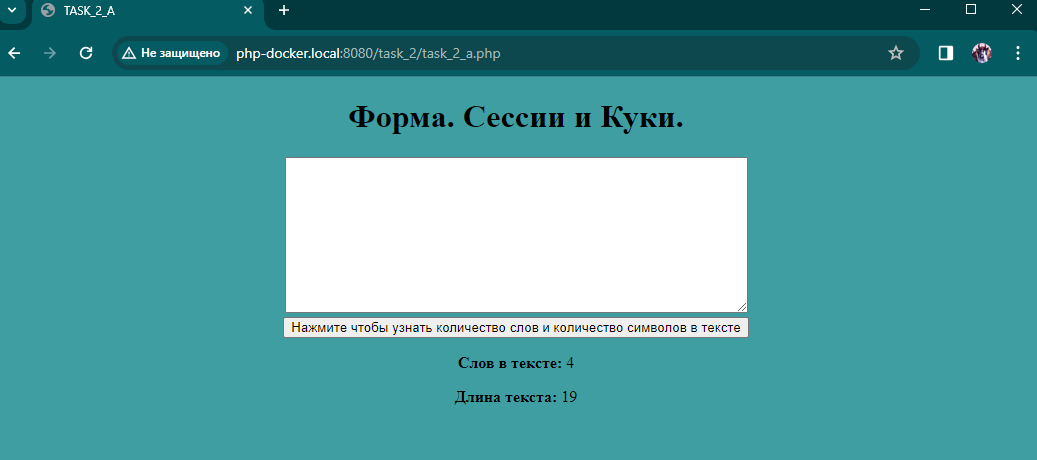 TASK_2_A
Не защищено php-docker.local:8080/task_2/task_2_a.php
Форма. Сессии и Куки.
Нажмите чтобы узнать количество слов и количество символов в тексте
Слов в тексте: 4
Длина текста: 19